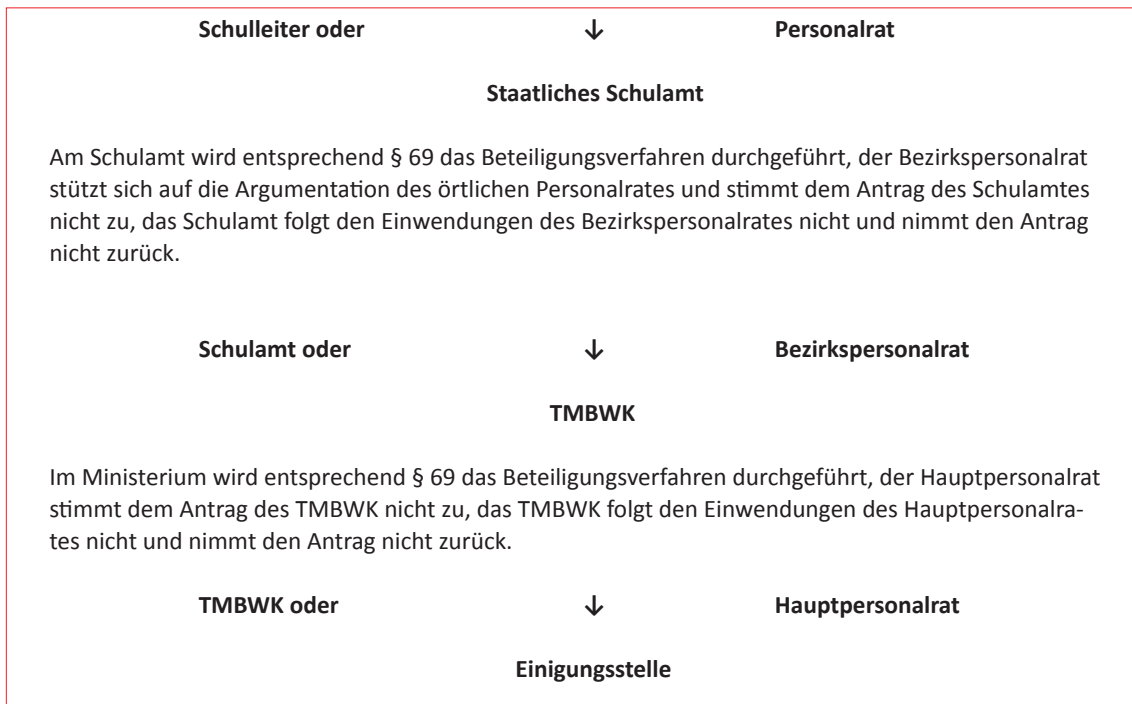 Schulleiter oder ↓ Personalrat
Staatliches Schulamt
Am Schulamt wird entsprechend § 69 das Beteiligungsverfahren durchgeführt, der Bezirkspersonalrat
stützt sich auf die Argumentation des örtlichen Personalrates und stimmt dem Antrag des Schulamtes
nicht zu, das Schulamt folgt den Einwendungen des Bezirkspersonalrates nicht und nimmt den Antrag
nicht zurück.
Schulamt oder ↓ Bezirkspersonalrat
TMBWK
Im Ministerium wird entsprechend § 69 das Beteiligungsverfahren durchgeführt, der Hauptpersonalrat
stimmt dem Antrag des TMBWK nicht zu, das TMBWK folgt den Einwendungen des Hauptpersonalra-
tes nicht und nimmt den Antrag nicht zurück.
TMBWK oder ↓ Hauptpersonalrat
Einigungsstelle